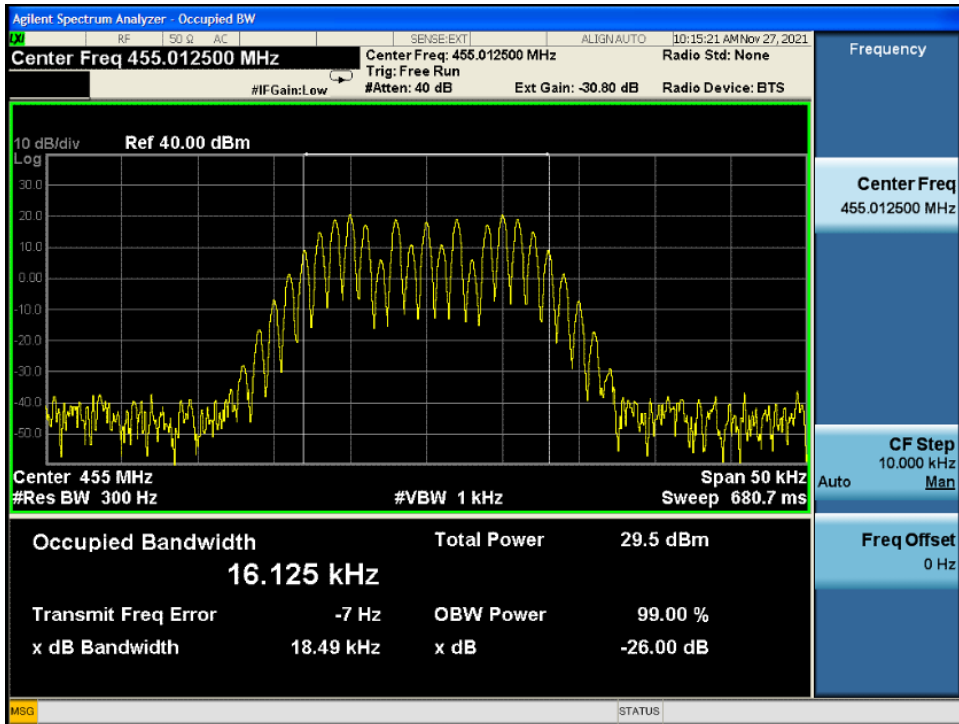 Agilent Spectrum Analyzer - Occupied BW
LXI RF 50 Ω AC SENSE:EXT ALIGN AUTO 10:15:21 AM Nov 27, 2021
Center Freq 455.012500 MHz
Center Freq: 455.012500 MHz Radio Std: None
Trig: Free Run
#IFGain:Low #Atten: 40 dB Ext Gain: -30.80 dB Radio Device: BTS
10 dB/div Ref 40.00 dBm
Log
30.0
20.0
10.0
0.00
-10.0
-20.0
-30.0
-40.0
-50.0
Center 455 MHz Span 50 kHz
#Res BW 300 Hz #VBW 1 kHz Sweep 680.7 ms
Occupied Bandwidth Total Power 29.5 dBm
16.125 kHz
Transmit Freq Error -7 Hz OBW Power 99.00 %
x dB Bandwidth 18.49 kHz x dB -26.00 dB
MSG STATUS
Frequency
Center Freq
455.012500 MHz
CF Step
10.000 kHz
Auto Man
Freq Offset
0 Hz